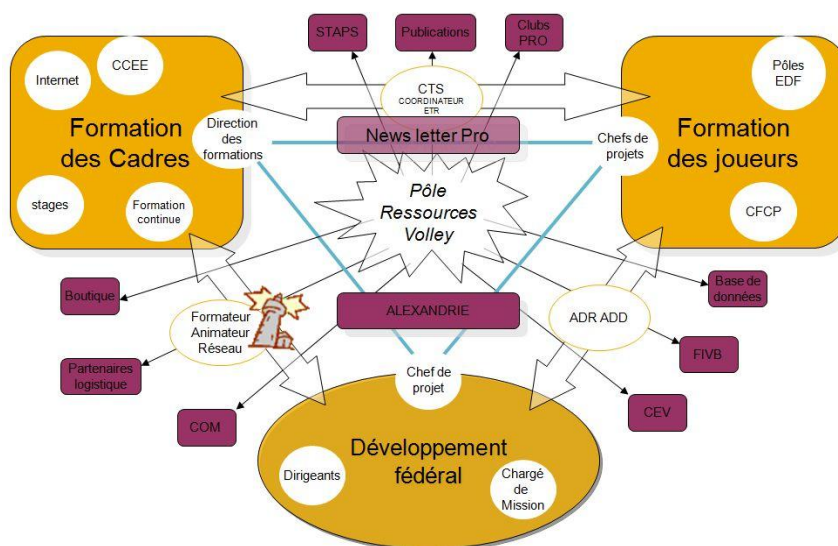 STAPS
Publications
Clubs
PRO
Internet
CCEE
Formation
des Cadres
Direction
des
formations
stages
Formation
continue
CTS
COORDINATEUR
ETR
News letter Pro
Pôles
EDF
Chefs de
projets
Formation
des joueurs
CFCP
Pôle
Ressources
Volley
Boutique
Formateur
Animateur
Réseau
Partenaires
logistique
COM
ALEXANDRIE
ADR ADD
Base de
données
FIVB
CEV
Chef de
projet
Développement
fédéral
Dirigeants
Chargé
de
Mission